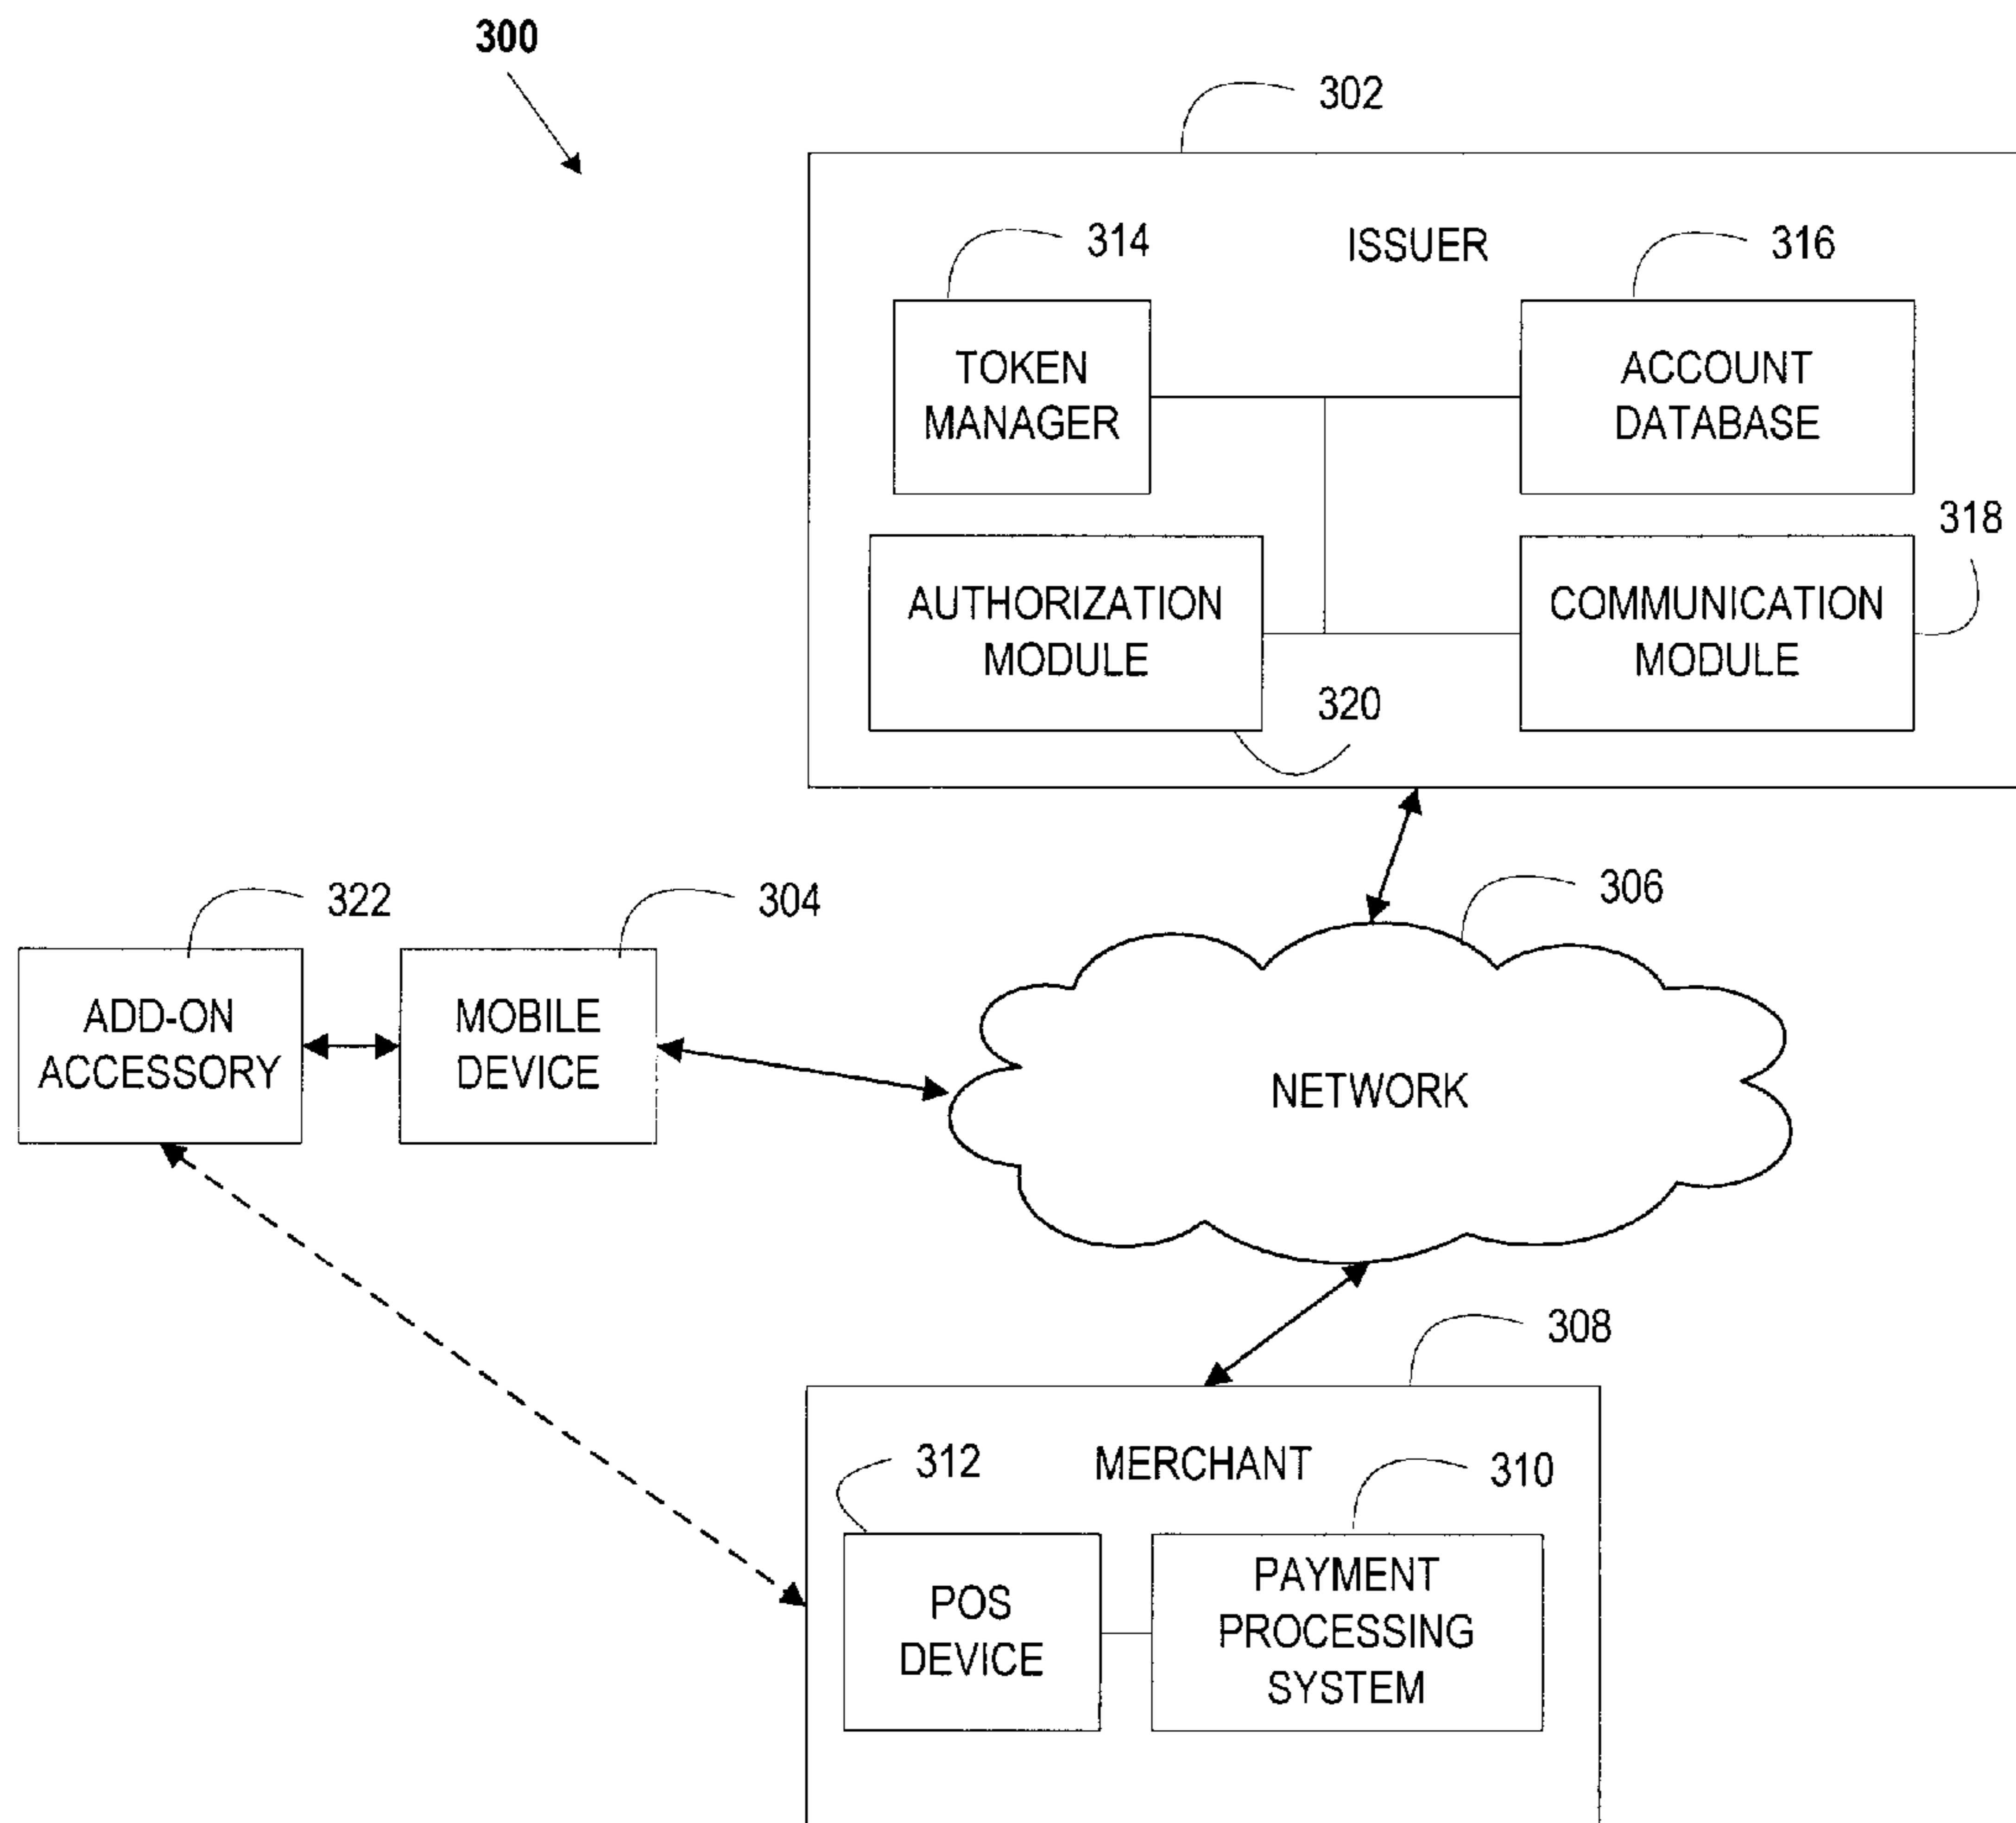 300
302
314
ISSUER
316
TOKEN
MANAGER
ACCOUNT
DATABASE
318
AUTHORIZATION
MODULE
COMMUNICATION
MODULE
320
322
304
306
ADD-ON
ACCESSORY
MOBILE
DEVICE
NETWORK
308
312
MERCHANT
310
POS
DEVICE
PAYMENT
PROCESSING
SYSTEM